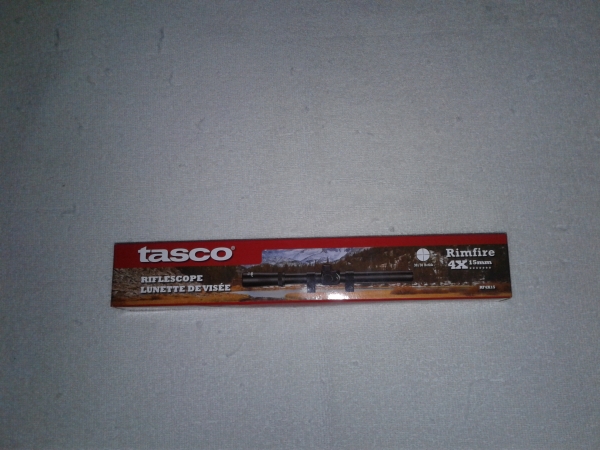 tasco®
RIFLESCOPE
LUNETTE DE VISÉE
Rimfire
4X 15mm